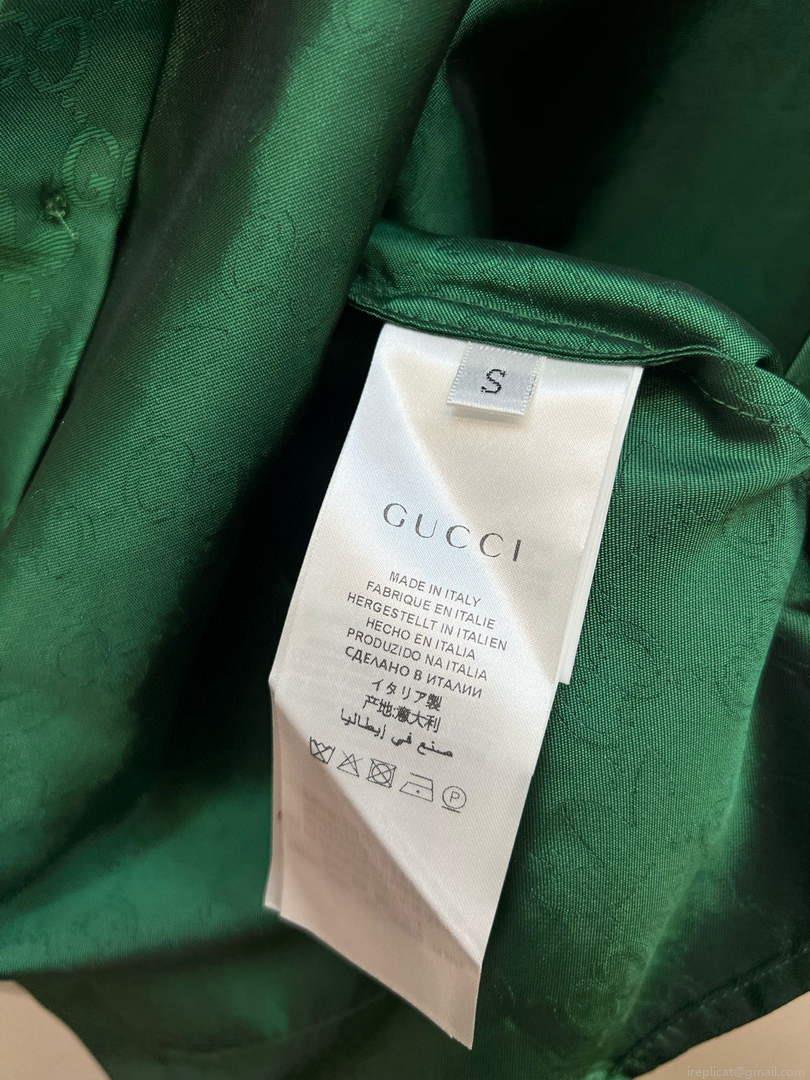 S
GUCCI
MADE IN ITALY
FABRIQUE EN ITALIE
HERGESTELLT IN ITALIEN
HECHO EN ITALIA
PRODUZIDO NA ITALIA
СДЕЛАНО В ИТАЛИИ
イタリア製
产地:意大利
صنع في إيطاليا
P
ireplicat@gmail.com